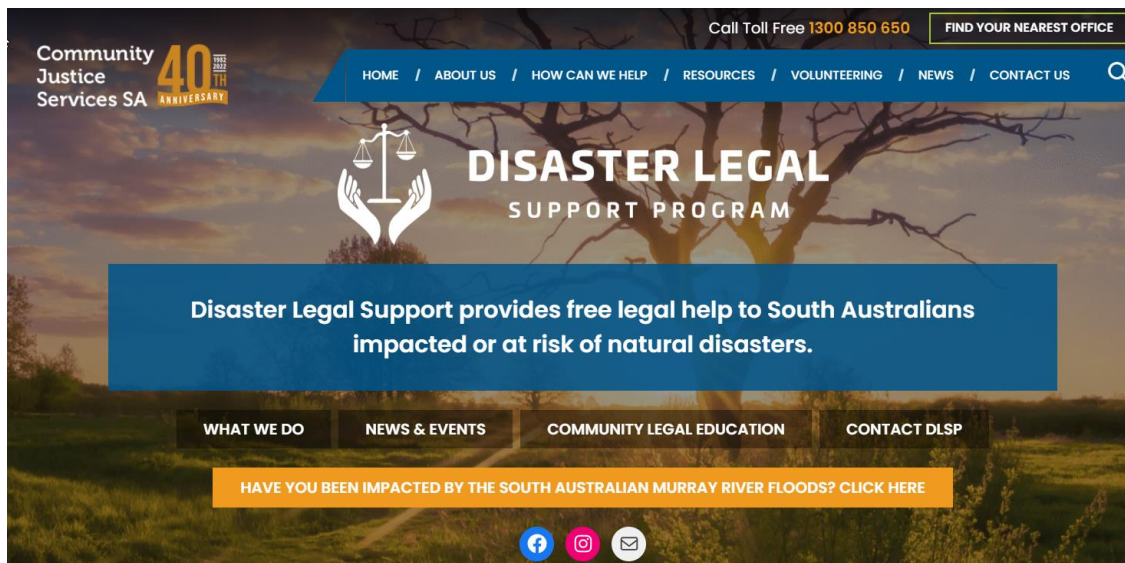 Call Toll Free 1300 850 650
FIND YOUR NEAREST OFFICE
Community
Justice
Services SA
40TH
1982
2022
ANNIVERSARY
HOME / ABOUT US / HOW CAN WE HELP / RESOURCES / VOLUNTEERING / NEWS / CONTACT US
DISASTER LEGAL
SUPPORT PROGRAM
Disaster Legal Support provides free legal help to South Australians
impacted or at risk of natural disasters.
WHAT WE DO
NEWS & EVENTS
COMMUNITY LEGAL EDUCATION
CONTACT DLSP
HAVE YOU BEEN IMPACTED BY THE SOUTH AUSTRALIAN MURRAY RIVER FLOODS? CLICK HERE